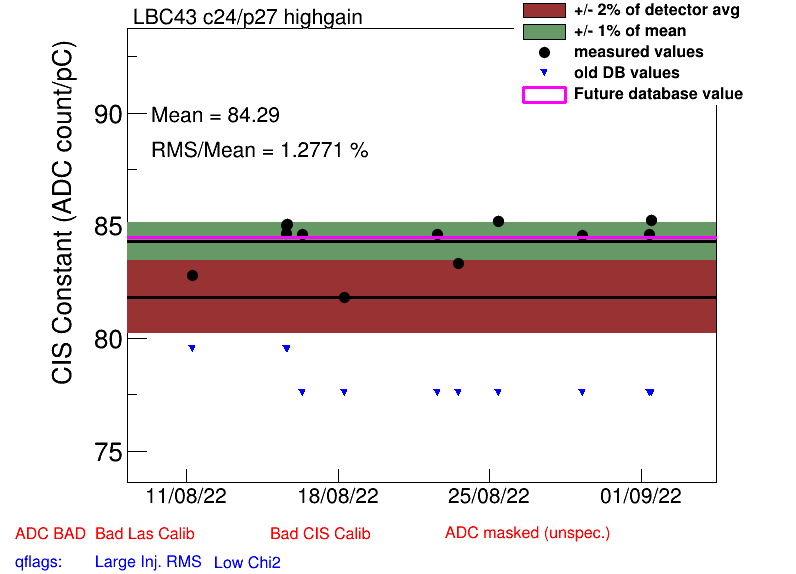 LBC43 c24/p27 highgain
+/- 2% of detector avg
+/- 1% of mean
measured values
old DB values
Future database value
Mean = 84.29
RMS/Mean = 1.2771 %
CIS Constant (ADC count/pC)
90
85
80
75
11/08/22 18/08/22 25/08/22 01/09/22
ADC BAD Bad Las Calib Bad CIS Calib ADC masked (unspec.)
qflags: Large Inj. RMS Low Chi2